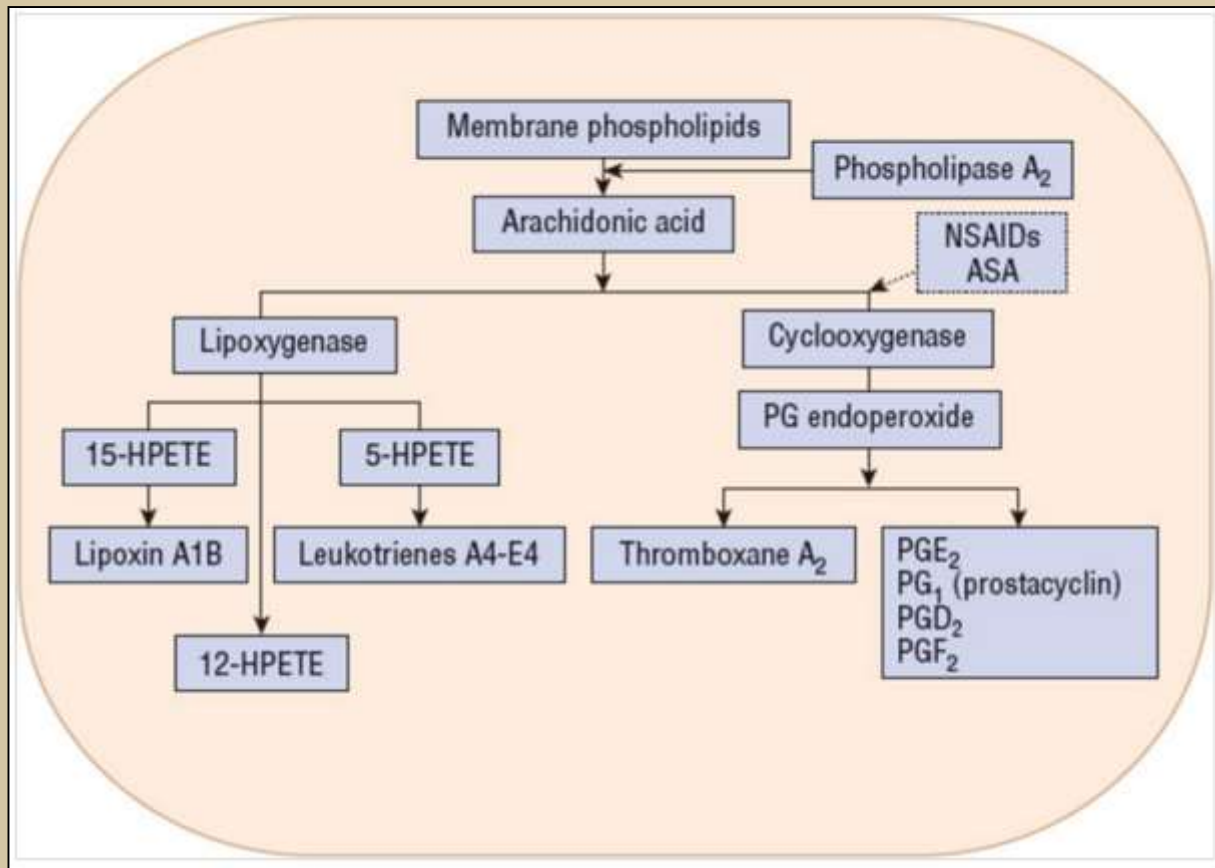 Membrane phospholipids
Phospholipase A₂
Arachidonic acid
NSAIDs
ASA
Lipoxygenase
Cyclooxygenase
PG endoperoxide
15-HPETE
5-HPETE
Lipoxin A1B
Leukotrienes A4-E4
Thromboxane A₂
PGE₂
PG₁ (prostacyclin)
PGD₂
PGF₂
12-HPETE